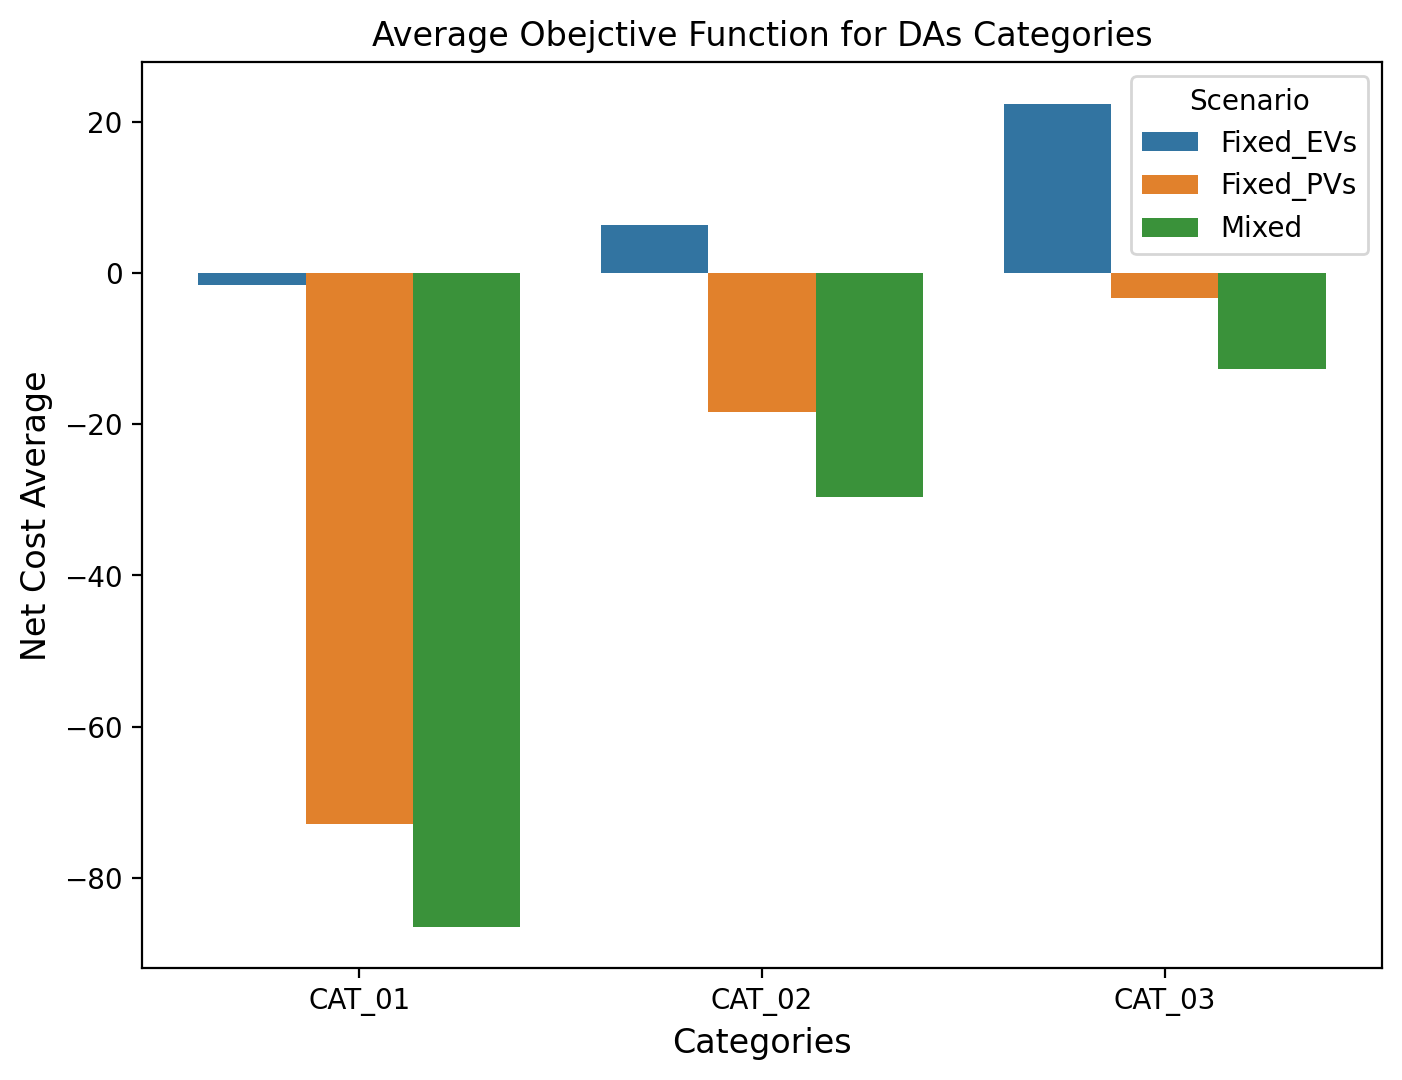 Average Obejctive Function for DAs Categories
Scenario
Fixed_EVs
Fixed_PVs
Mixed
20
0
−20
−40
−60
−80
Net Cost Average
CAT_01
CAT_02
CAT_03
Categories